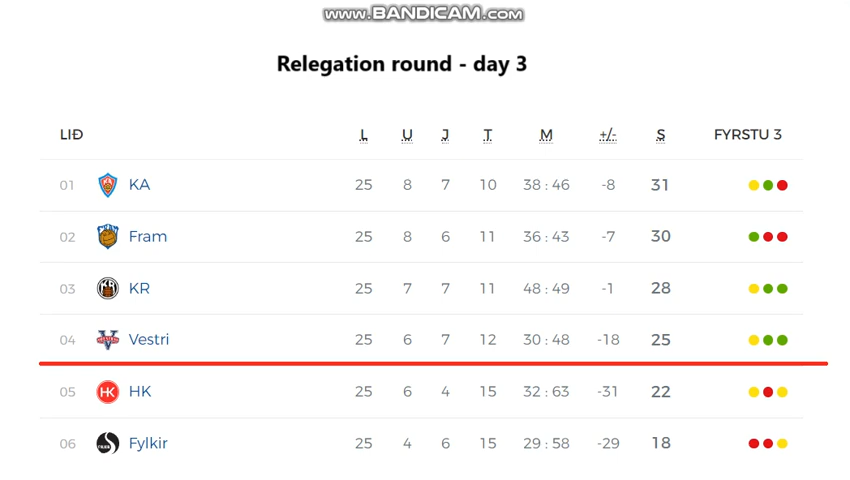 www.BANDICAM.com
Relegation round - day 3
LIÐ L U J T M +/- S FYRSTU 3
01 KA 25 8 7 10 38 : 46 -8 31
02 Fram 25 8 6 11 36 : 43 -7 30
03 KR 25 7 7 11 48 : 49 -1 28
04 Vestri 25 6 7 12 30 : 48 -18 25
05 HK 25 6 4 15 32 : 63 -31 22
06 Fylkir 25 4 6 15 29 : 58 -29 18